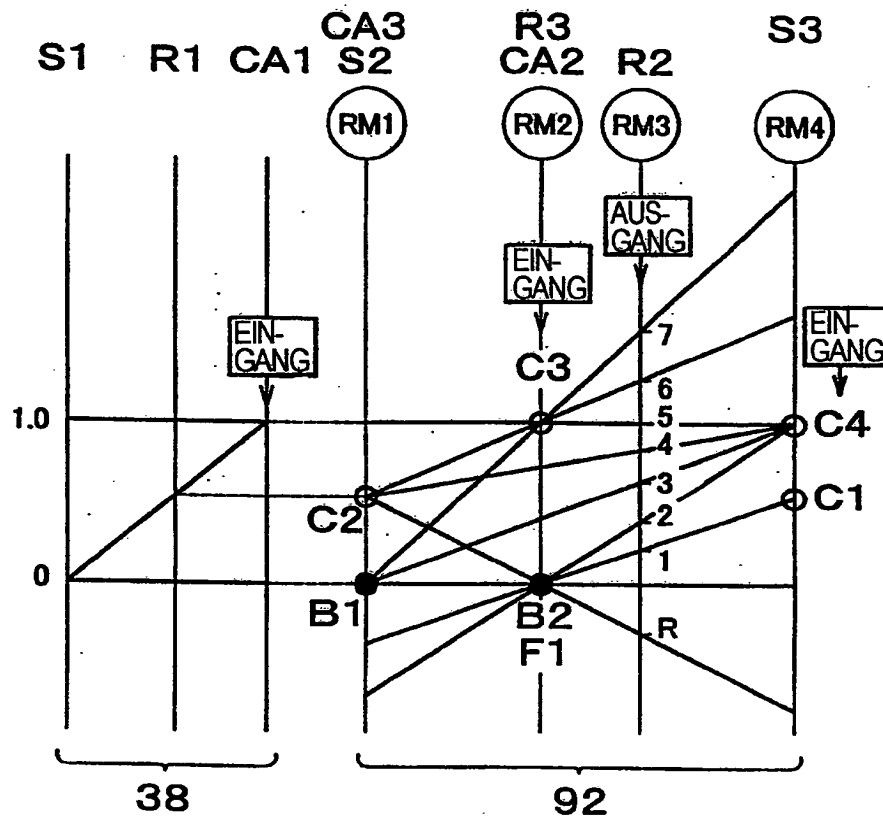 CA3 R3 S3
S1 R1 CA1 S2 CA2 R2
RM1 RM2 RM3 RM4
AUS-
GANG
EIN-
GANG
EIN-
GANG
EIN-
GANG
7
6
C3
1.0
5
C4
4
3
C2
2
C1
1
0
B1
B2
F1
R
38
92